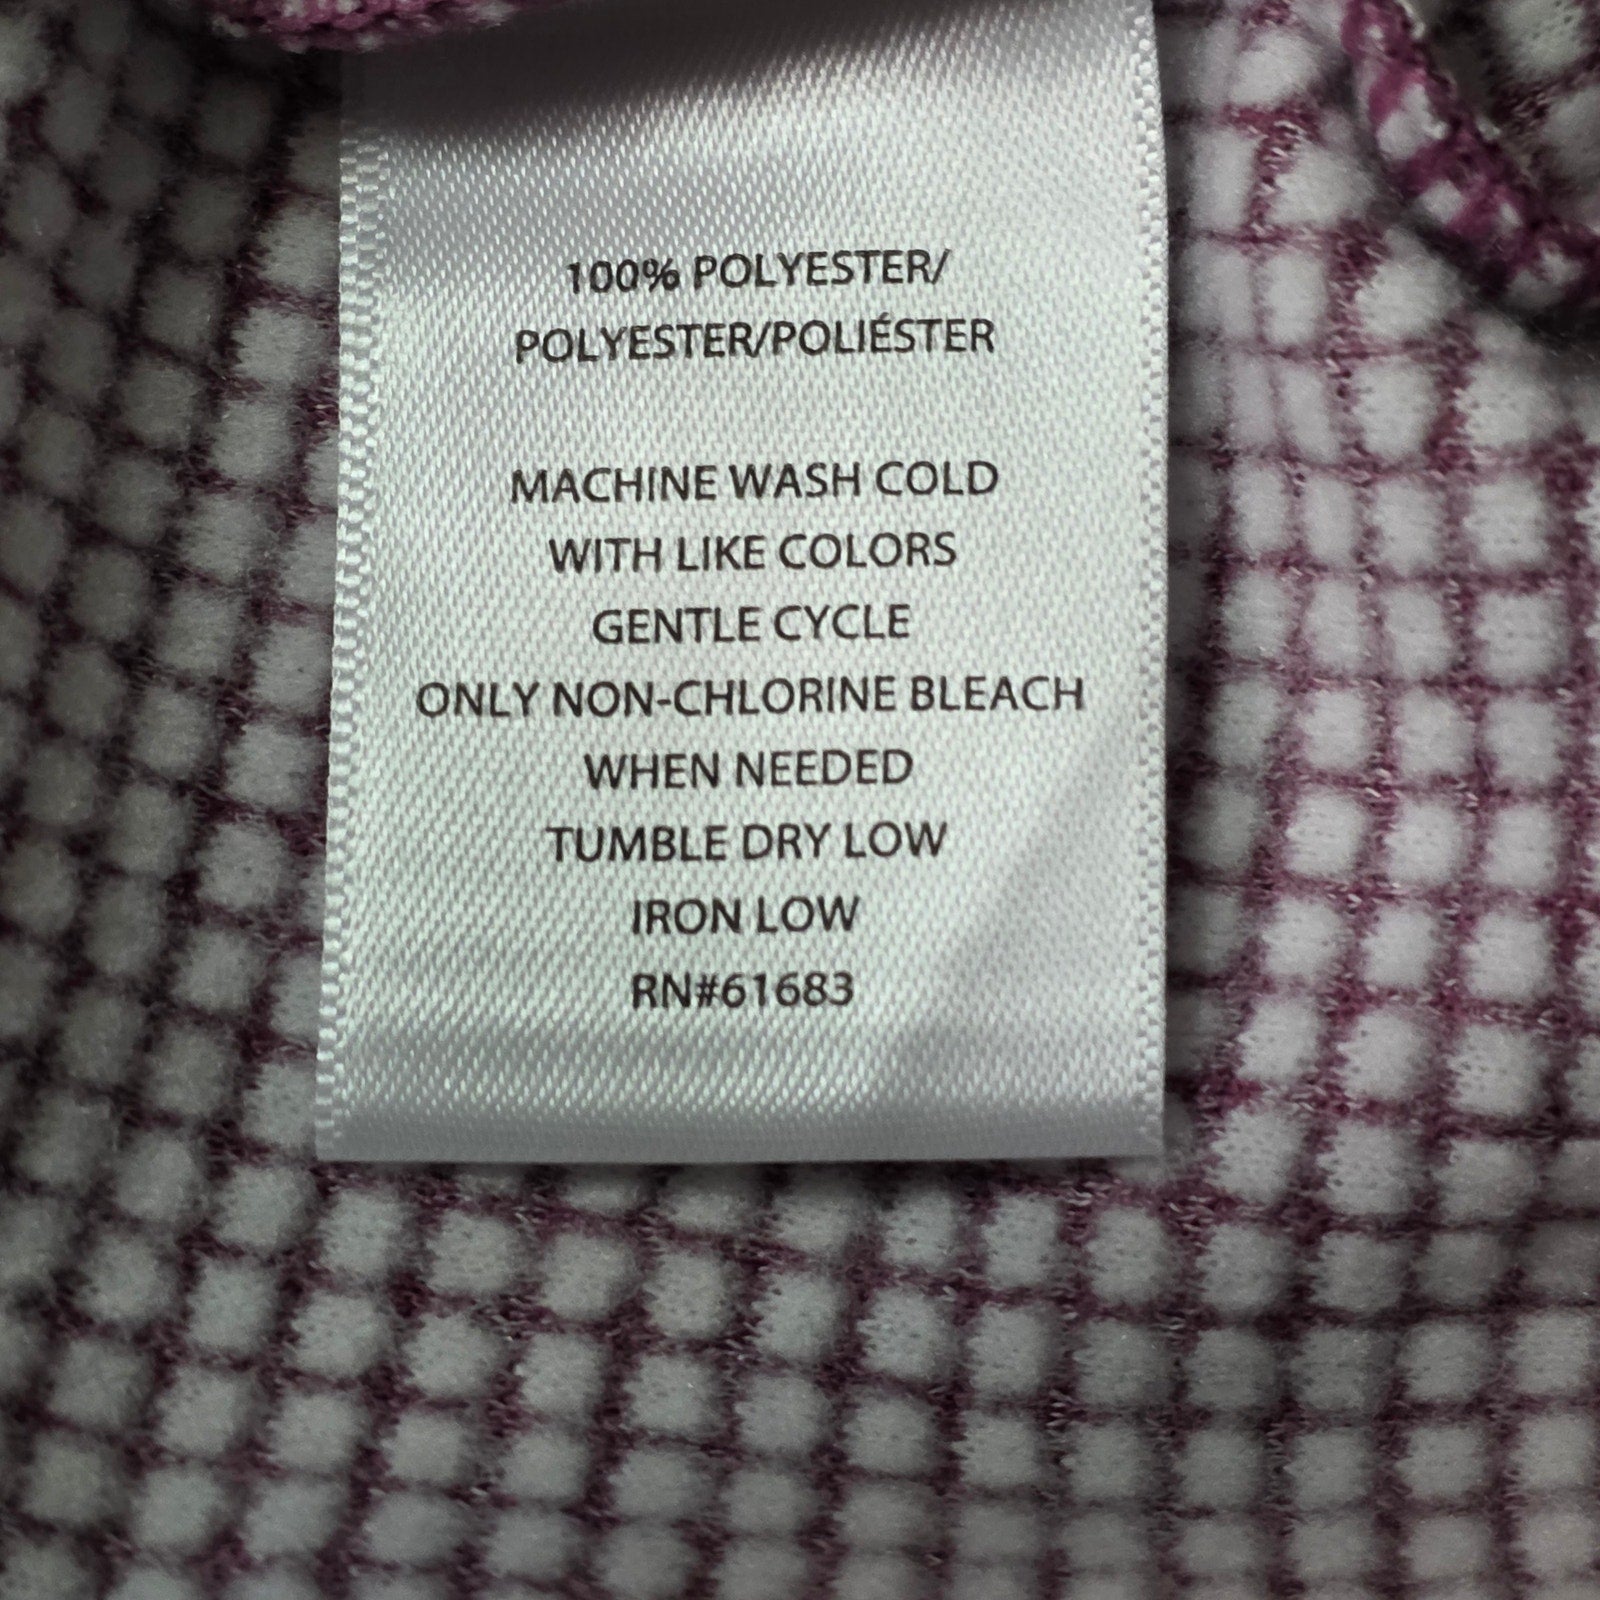 100% POLYESTER/
POLYESTER/POLIÉSTER
MACHINE WASH COLD
WITH LIKE COLORS
GENTLE CYCLE
ONLY NON-CHLORINE BLEACH
WHEN NEEDED
TUMBLE DRY LOW
IRON LOW
RN#61683